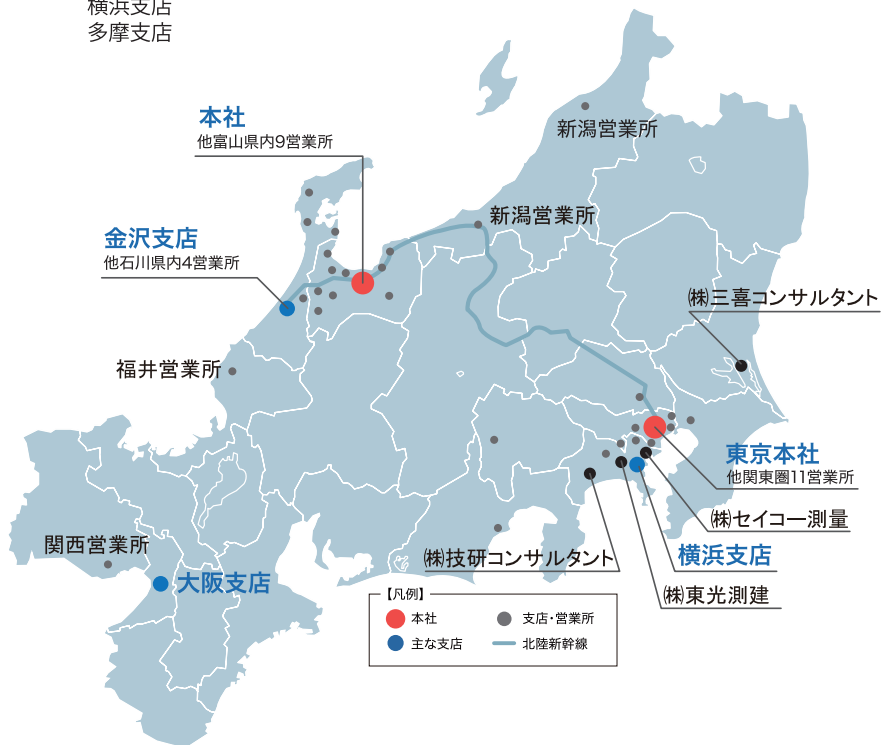 横浜支店
多摩支店
本社
他富山県内9営業所
新潟営業所
新潟営業所
金沢支店
他石川県内4営業所
㈱三喜コンサルタント
福井営業所
東京本社
他関東圏11営業所
㈱セイコー測量
関西営業所
㈱技研コンサルタント
横浜支店
大阪支店
㈱東光測建
【凡例】
本社
支店・営業所
主な支店
北陸新幹線